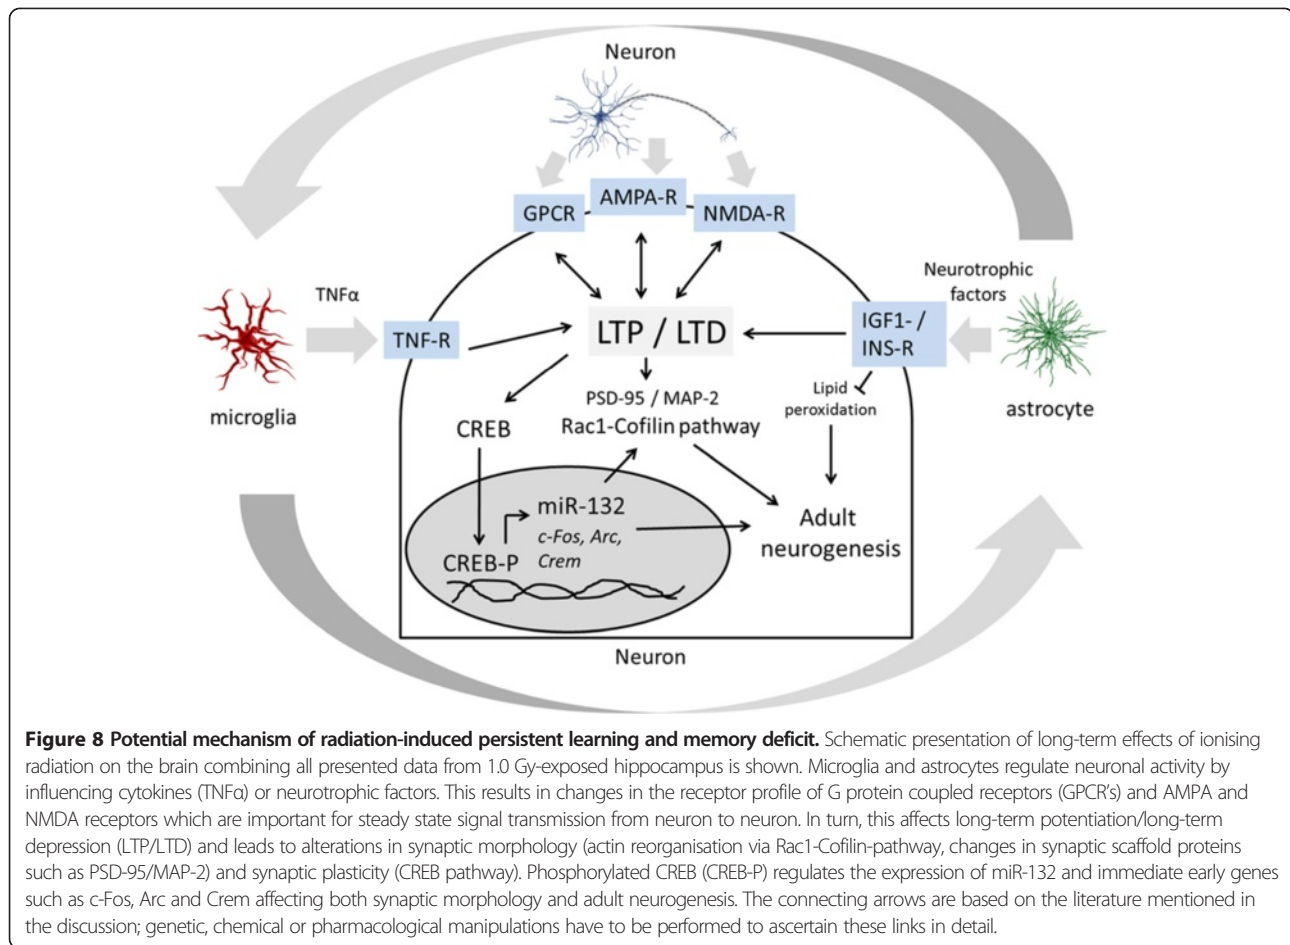 Neuron
GPCR
AMPA-R
NMDA-R
TNFα
TNF-R
microglia
LTP / LTD
Neurotrophic
factors
IGF1- /
INS-R
astrocyte
Lipid
peroxidation
PSD-95 / MAP-2
Rac1-Cofilin pathway
CREB
miR-132
c-Fos, Arc,
Crem
CREB-P
Adult
neurogenesis
Neuron
Figure 8 Potential mechanism of radiation-induced persistent learning and memory deficit. Schematic presentation of long-term effects of ionising
radiation on the brain combining all presented data from 1.0 Gy-exposed hippocampus is shown. Microglia and astrocytes regulate neuronal activity by
influencing cytokines (TNFα) or neurotrophic factors. This results in changes in the receptor profile of G protein coupled receptors (GPCR's) and AMPA and
NMDA receptors which are important for steady state signal transmission from neuron to neuron. In turn, this affects long-term potentiation/long-term
depression (LTP/LTD) and leads to alterations in synaptic morphology (actin reorganisation via Rac1-Cofilin-pathway, changes in synaptic scaffold proteins
such as PSD-95/MAP-2) and synaptic plasticity (CREB pathway). Phosphorylated CREB (CREB-P) regulates the expression of miR-132 and immediate early genes
such as c-Fos, Arc and Crem affecting both synaptic morphology and adult neurogenesis. The connecting arrows are based on the literature mentioned in
the discussion; genetic, chemical or pharmacological manipulations have to be performed to ascertain these links in detail.